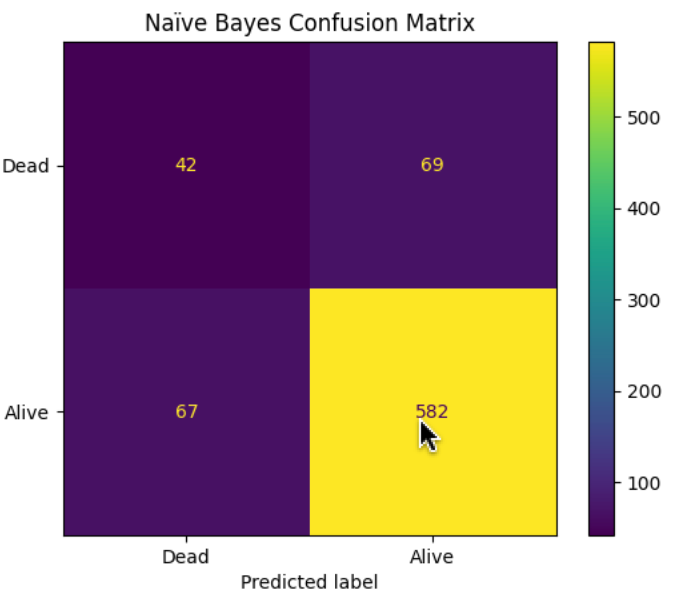 Naïve Bayes Confusion Matrix
Dead
42
69
Alive
67
582
Dead
Alive
Predicted label
500
400
300
200
100